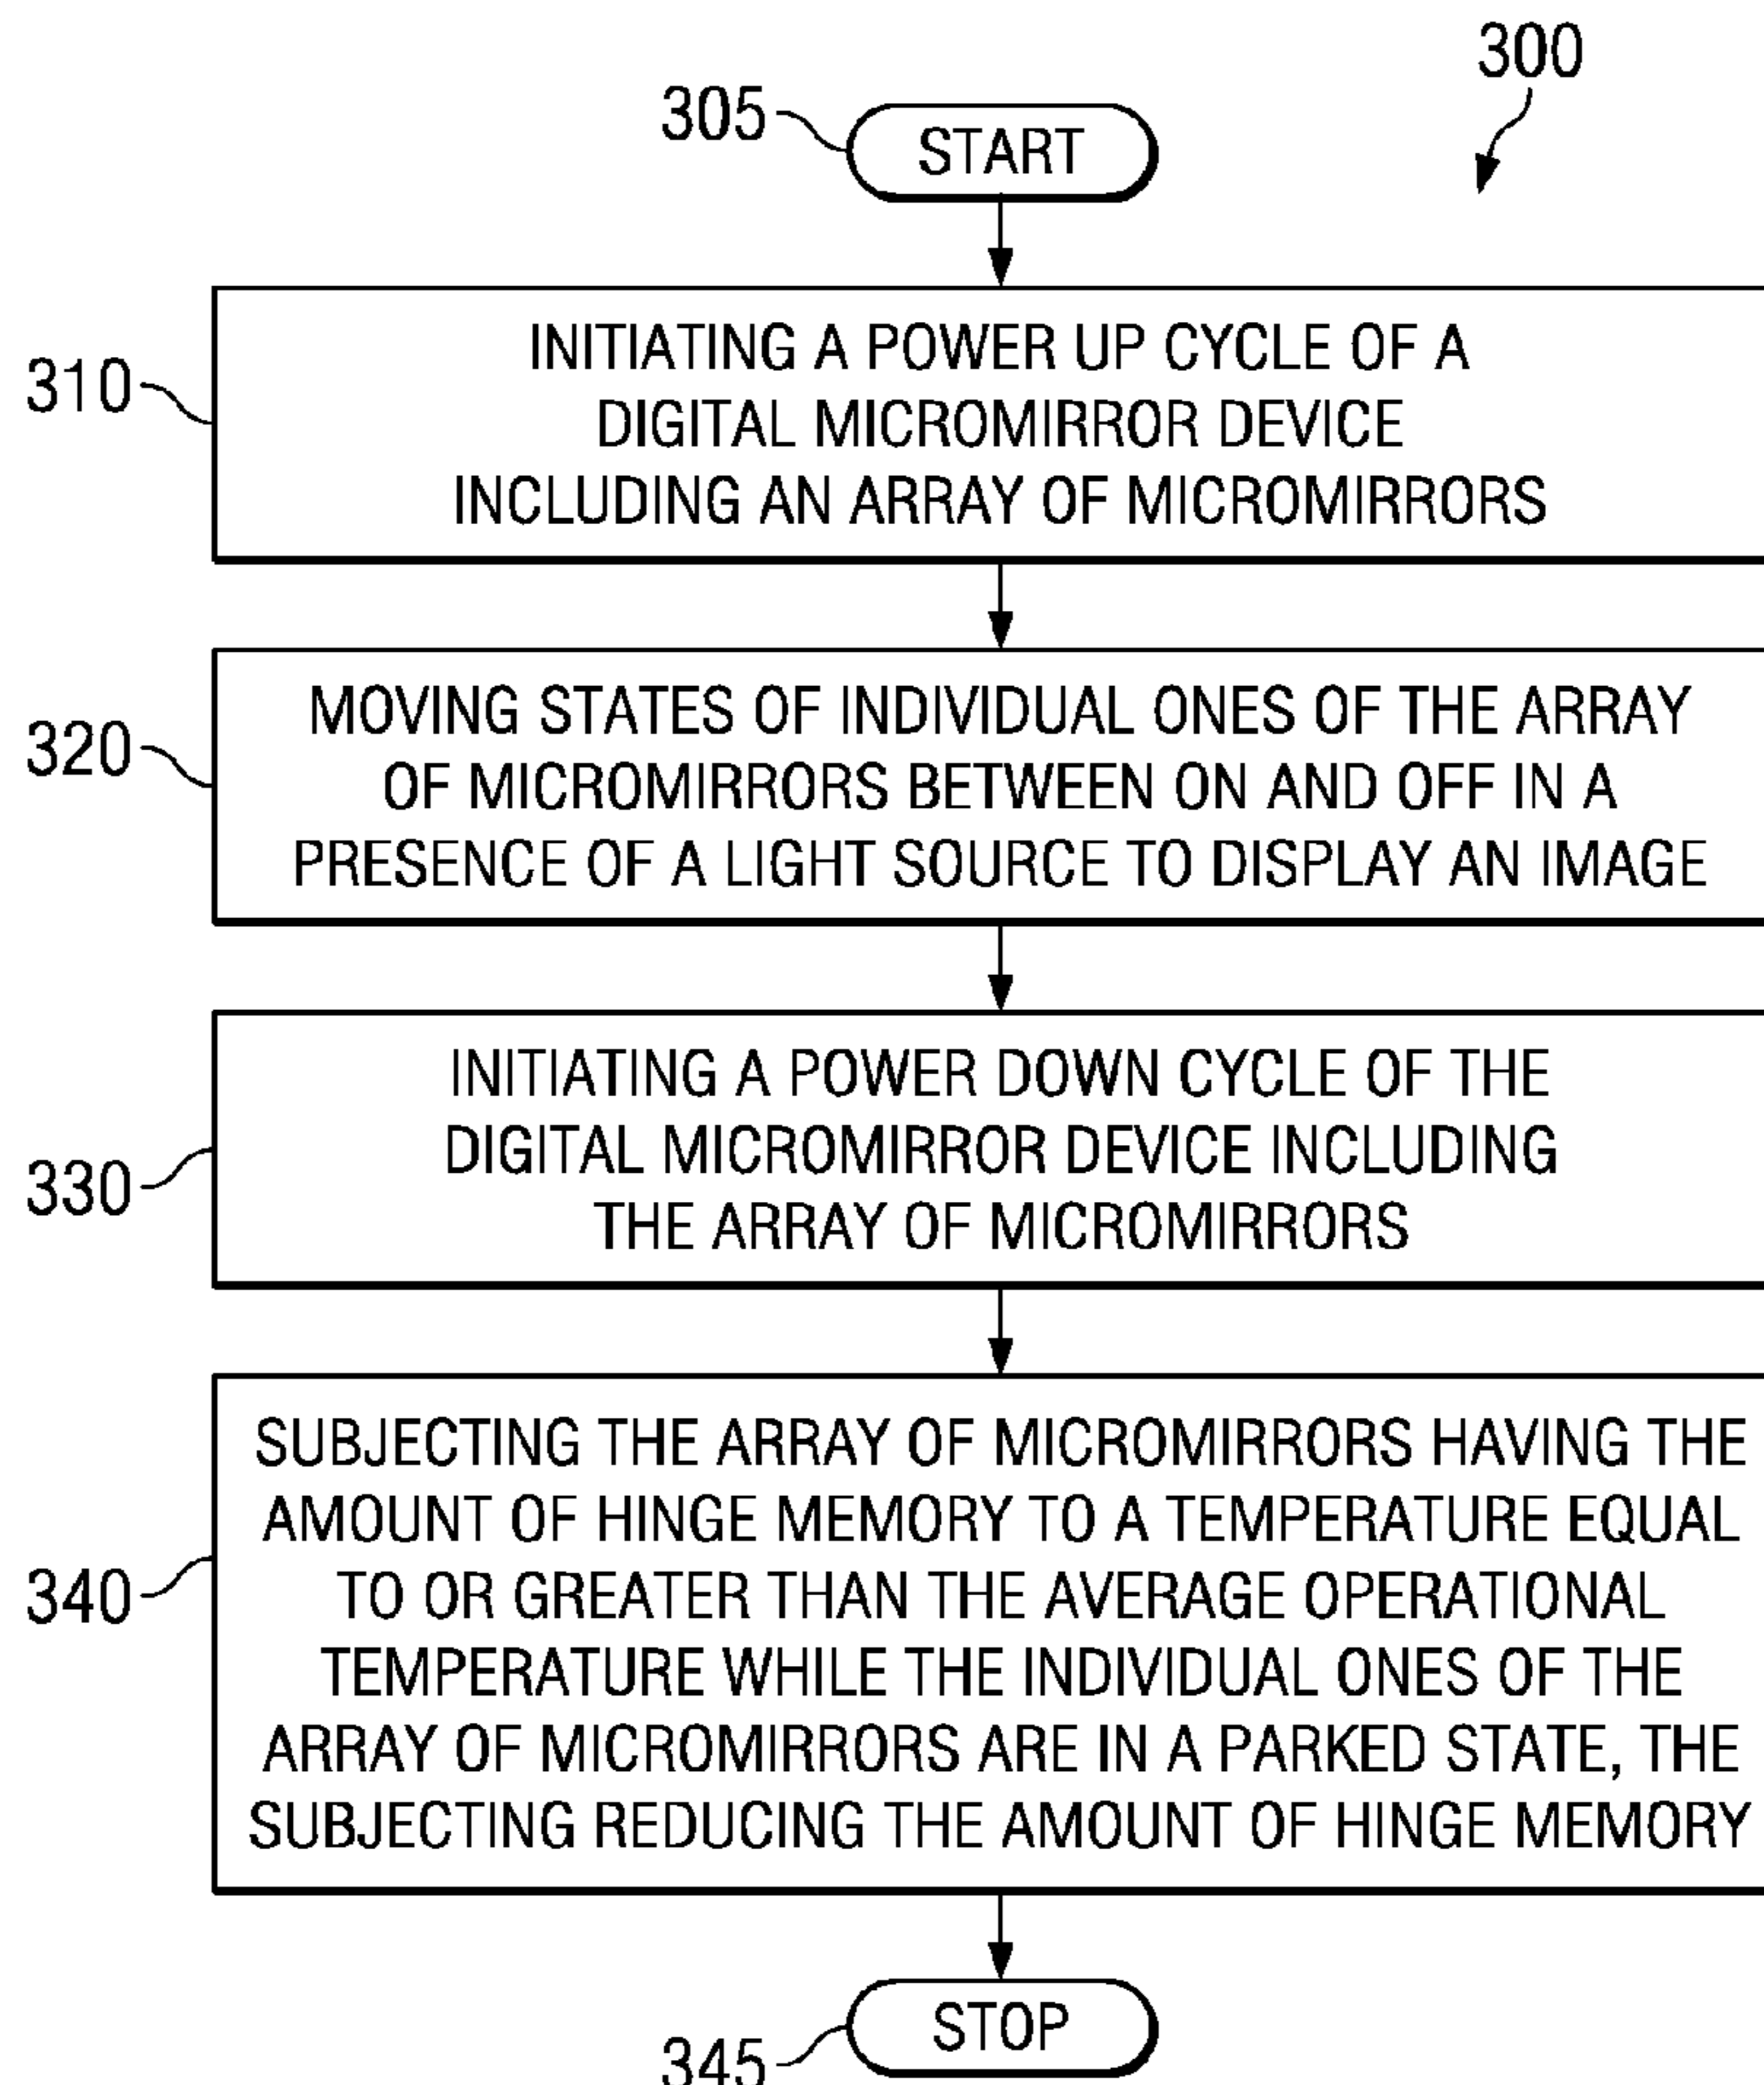 300
305
START
310
INITIATING A POWER UP CYCLE OF A
DIGITAL MICROMIRROR DEVICE
INCLUDING AN ARRAY OF MICROMIRRORS
320
MOVING STATES OF INDIVIDUAL ONES OF THE ARRAY
OF MICROMIRRORS BETWEEN ON AND OFF IN A
PRESENCE OF A LIGHT SOURCE TO DISPLAY AN IMAGE
330
INITIATING A POWER DOWN CYCLE OF THE
DIGITAL MICROMIRROR DEVICE INCLUDING
THE ARRAY OF MICROMIRRORS
340
SUBJECTING THE ARRAY OF MICROMIRRORS HAVING THE
AMOUNT OF HINGE MEMORY TO A TEMPERATURE EQUAL
TO OR GREATER THAN THE AVERAGE OPERATIONAL
TEMPERATURE WHILE THE INDIVIDUAL ONES OF THE
ARRAY OF MICROMIRRORS ARE IN A PARKED STATE, THE
SUBJECTING REDUCING THE AMOUNT OF HINGE MEMORY
STOP
345